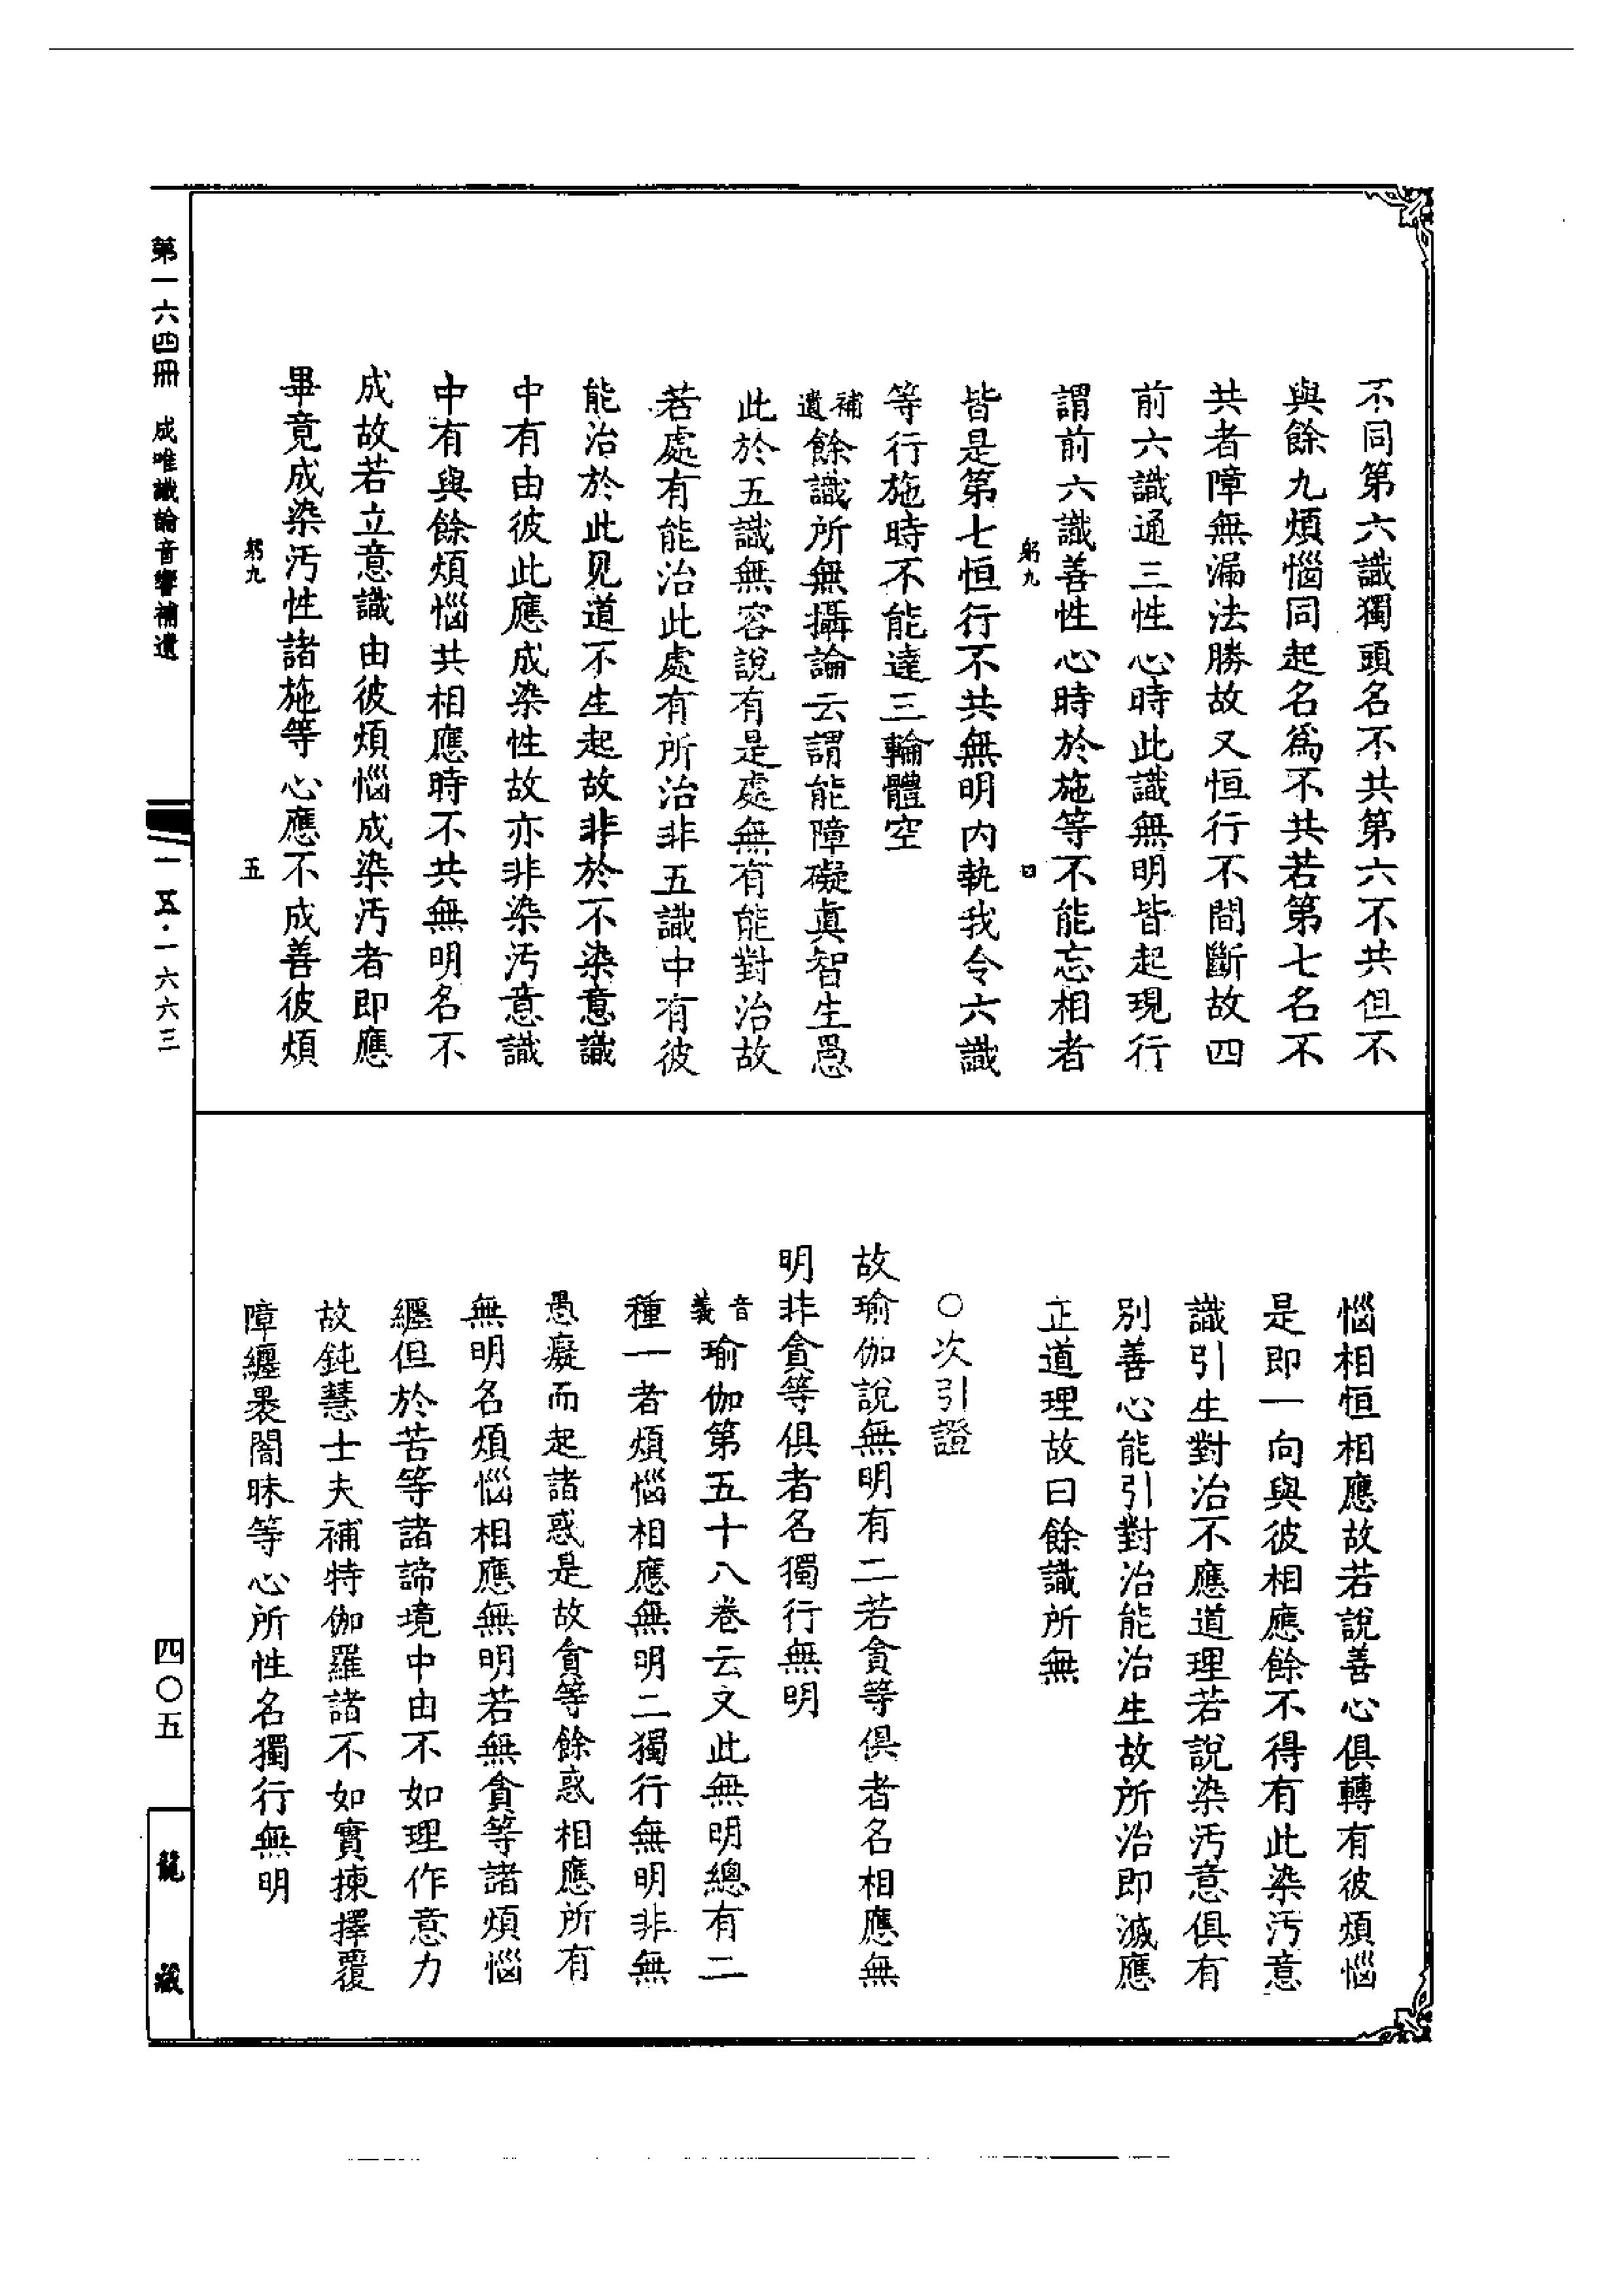 不同第六識獨頭名不共第六不共但不
與餘九煩惱同起名為不共若第七名不
共者障無漏法勝故又恒行不間斷故四
前六識通三性心時此識無明皆起現行
謂前六識善性心時於施等不能忘相者
躬九 四
皆是第七恒行不共無明內執我令六識
等行施時不能達三輪體空
補遺餘識所無攝論云謂能障礙眞智生愚
此於五識無容說有是處無有能對治故
若處有能治此處有所治非五識中有彼
能治於此见道不生起故非於不染意識
中有由彼此應成染性故亦非染汚意識
中有與餘煩惱共相應時不共無明名不
成故若立意識由彼煩惱成染汚者即應
畢竟成染汚性諸施等心應不成善彼煩
躬九 五
惱相恒相應故若說善心俱轉有彼煩惱
是即一向與彼相應餘不得有此染汚意
識引生對治不應道理若說染汚意俱有
別善心能引對治能治生故所治即滅應
正道理故曰餘識所無
○次引證
故瑜伽說無明有二若貪等俱者名相應無
明非貪等俱者名獨行無明
音義瑜伽第五十八卷云文此無明總有二
種一者煩惱相應無明二獨行無明非無
愚癡而起諸惑是故貪等餘惑相應所有
無明名煩惱相應無明若無貪等諸煩惱
纏但於苦等諸諦境中由不如理作意力
故鈍慧士夫補特伽羅諸不如實揀擇覆
障纏裹闇昧等心所性名獨行無明
第一六四冊 成唯識論音響補遺
一一五·一六六三
四〇五
龍藏